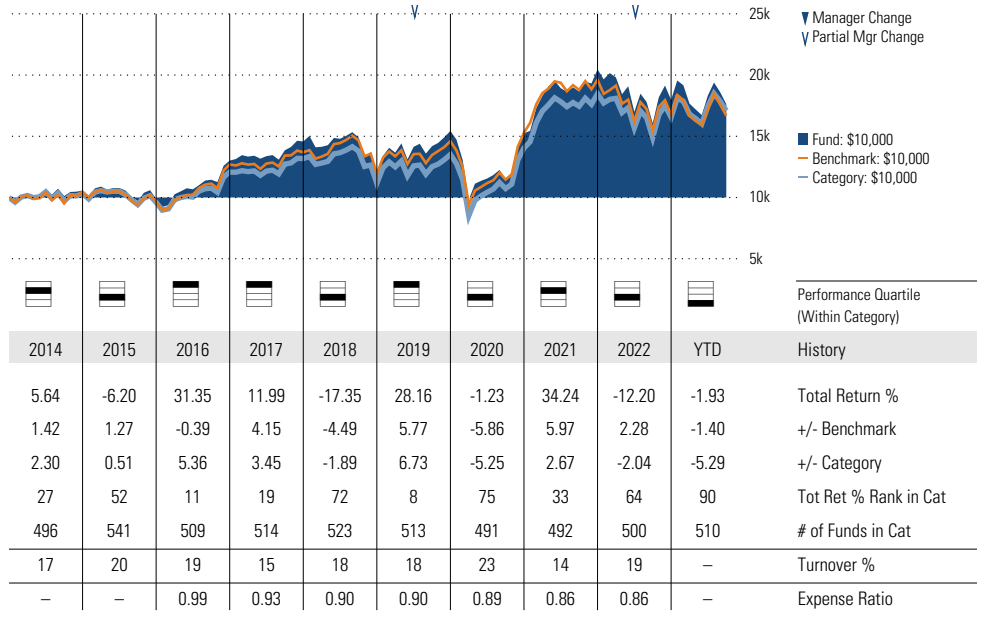 25k
20k
15k
10k
5k
Manager Change
Partial Mgr Change
Fund: $10,000
Benchmark: $10,000
Category: $10,000
Performance Quartile
(Within Category)
2014 2015 2016 2017 2018 2019 2020 2021 2022 YTD History
5.64 -6.20 31.35 11.99 -17.35 28.16 -1.23 34.24 -12.20 -1.93 Total Return %
1.42 1.27 -0.39 4.15 -4.49 5.77 -5.86 5.97 2.28 -1.40 +/- Benchmark
2.30 0.51 5.36 3.45 -1.89 6.73 -5.25 2.67 -2.04 -5.29 +/- Category
27 52 11 19 72 8 75 33 64 90 Tot Ret % Rank in Cat
496 541 509 514 523 513 491 492 500 510 # of Funds in Cat
17 20 19 15 18 18 23 14 19 – Turnover %
– – 0.99 0.93 0.90 0.90 0.89 0.86 0.86 – Expense Ratio